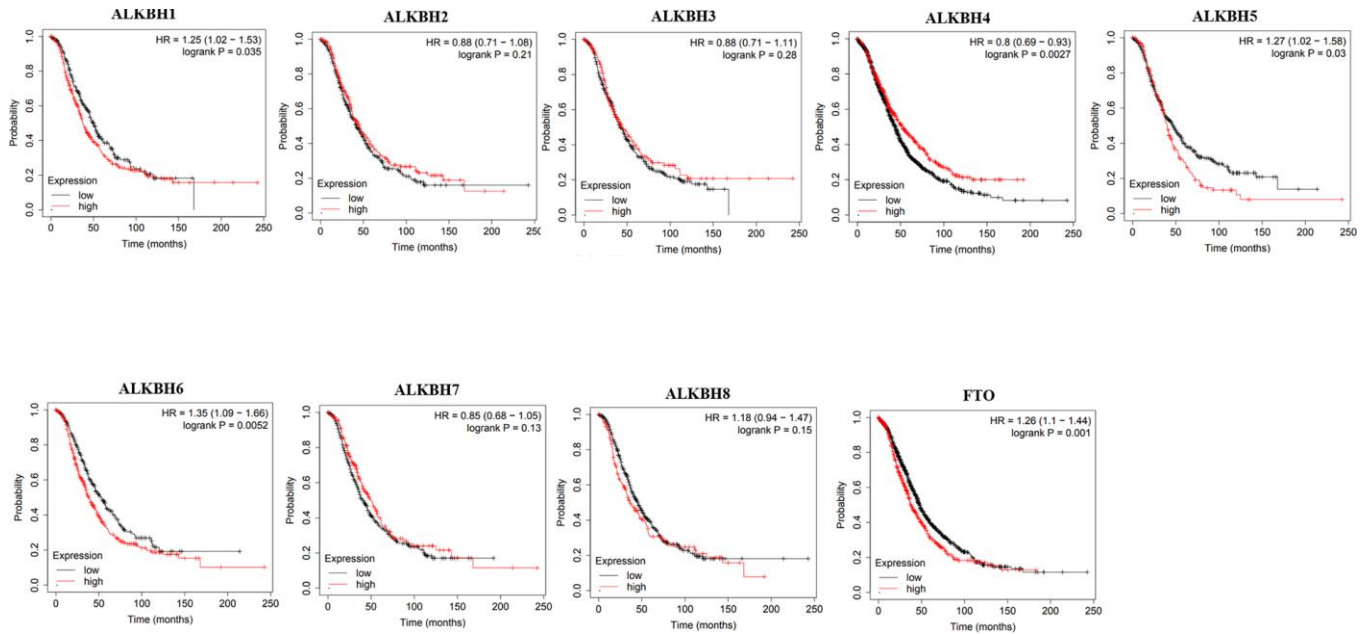 ALKBH1
HR = 1.25 (1.02 − 1.53)
logrank P = 0.035
Probability
1.0
0.8
0.6
0.4
0.2
0.0
Expression
low
high
0 50 100 150 200 250
Time (months)
ALKBH2
HR = 0.88 (0.71 − 1.08)
logrank P = 0.21
Probability
1.0
0.8
0.6
0.4
0.2
0.0
Expression
low
high
0 50 100 150 200 250
Time (months)
ALKBH3
HR = 0.88 (0.71 − 1.11)
logrank P = 0.28
Probability
1.0
0.8
0.6
0.4
0.2
0.0
Expression
low
high
0 50 100 150 200 250
Time (months)
ALKBH4
HR = 0.8 (0.69 − 0.93)
logrank P = 0.0027
Probability
1.0
0.8
0.6
0.4
0.2
0.0
Expression
low
high
0 50 100 150 200 250
Time (months)
ALKBH5
HR = 1.27 (1.02 − 1.58)
logrank P = 0.03
Probability
1.0
0.8
0.6
0.4
0.2
0.0
Expression
low
high
0 50 100 150 200 250
Time (months)
ALKBH6
HR = 1.35 (1.09 − 1.66)
logrank P = 0.0052
Probability
1.0
0.8
0.6
0.4
0.2
0.0
Expression
low
high
0 50 100 150 200 250
Time (months)
ALKBH7
HR = 0.85 (0.68 − 1.05)
logrank P = 0.13
Probability
1.0
0.8
0.6
0.4
0.2
0.0
Expression
low
high
0 50 100 150 200 250
Time (months)
ALKBH8
HR = 1.18 (0.94 − 1.47)
logrank P = 0.15
Probability
1.0
0.8
0.6
0.4
0.2
0.0
Expression
low
high
0 50 100 150 200 250
Time (months)
FTO
HR = 1.26 (1.1 − 1.44)
logrank P = 0.001
Probability
1.0
0.8
0.6
0.4
0.2
0.0
Expression
low
high
0 50 100 150 200 250
Time (months)